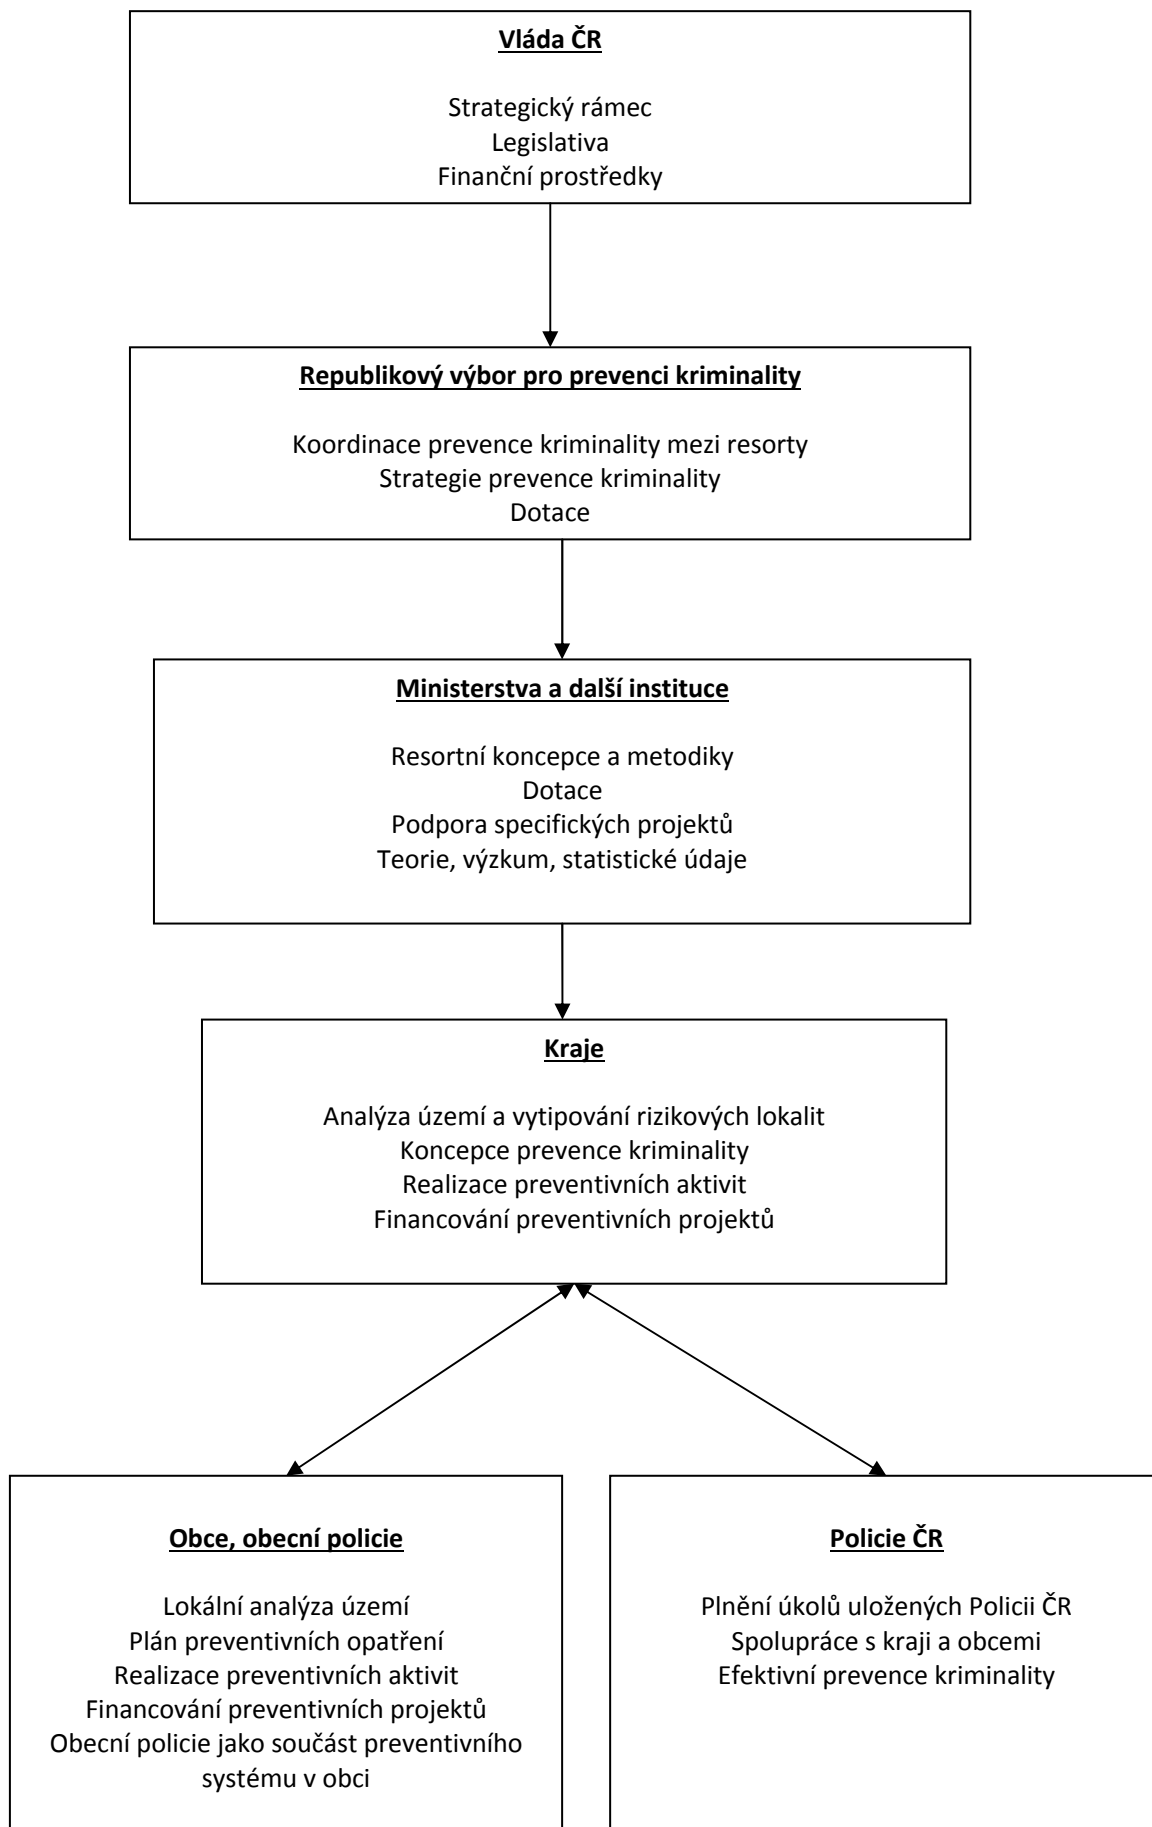 Vláda ČR
Strategický rámec
Legislativa
Finanční prostředky
Republikový výbor pro prevenci kriminality
Koordinace prevence kriminality mezi resorty
Strategie prevence kriminality
Dotace
Ministerstva a další instituce
Resortní koncepce a metodiky
Dotace
Podpora specifických projektů
Teorie, výzkum, statistické údaje
Kraje
Analýza území a vytipování rizikových lokalit
Koncepce prevence kriminality
Realizace preventivních aktivit
Financování preventivních projektů
Obce, obecní policie
Lokální analýza území
Plán preventivních opatření
Realizace preventivních aktivit
Financování preventivních projektů
Obecní policie jako součást preventivního
systému v obci
Policie ČR
Plnění úkolů uložených Policii ČR
Spolupráce s kraji a obcemi
Efektivní prevence kriminality